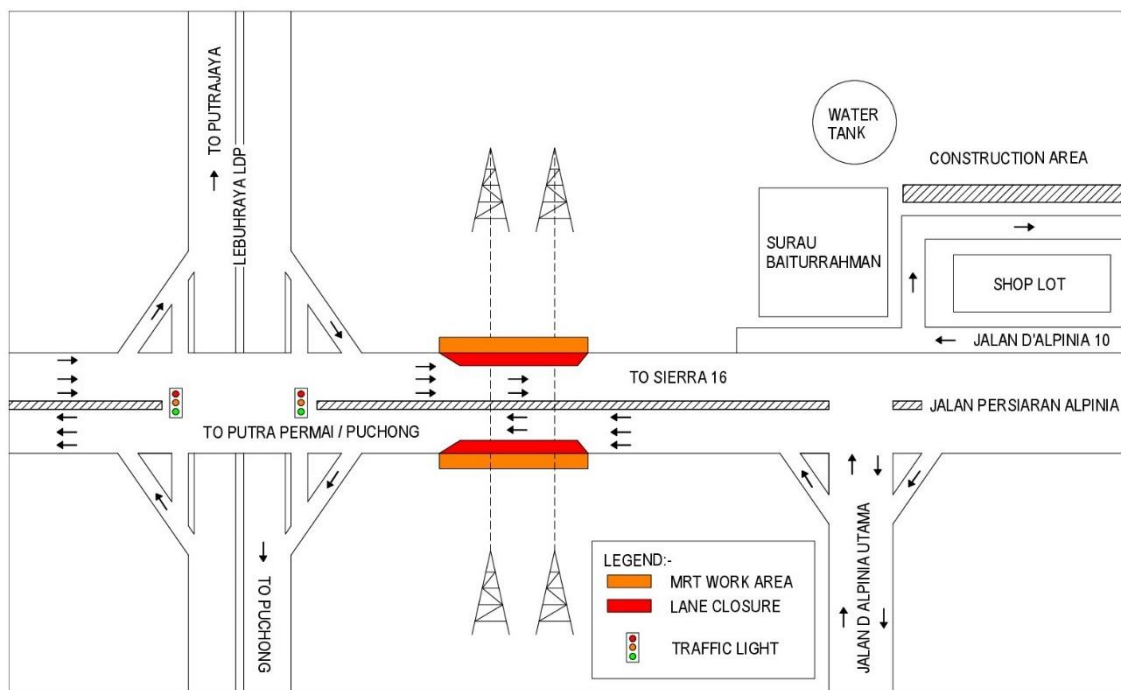 TO PUTRAJAYA
LEBUHRAYA LDP
WATER
TANK
CONSTRUCTION AREA
SURAU
BAITURRAHMAN
SHOP LOT
JALAN D'ALPINIA 10
TO SIERRA 16
JALAN PERSIARAN ALPINIA
TO PUTRA PERMAI / PUCHONG
TO PUCHONG
JALAN D ALPINIA UTAMA
LEGEND:-
MRT WORK AREA
LANE CLOSURE
TRAFFIC LIGHT